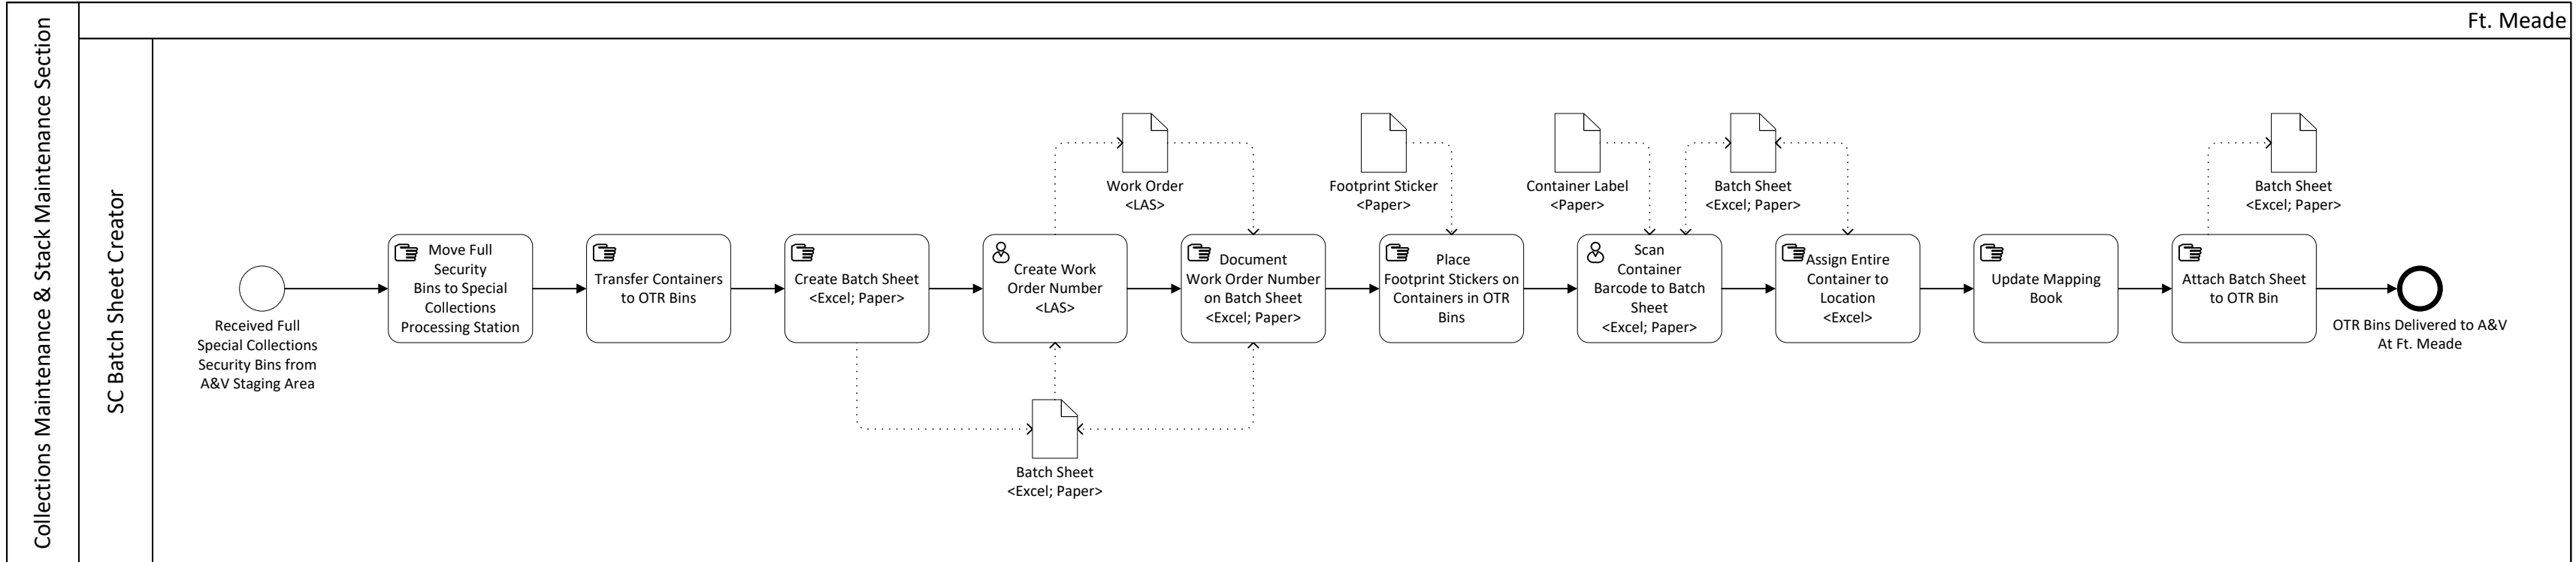 Ft. Meade
Collections Maintenance & Stack Maintenance Section
SC Batch Sheet Creator
Received Full
Special Collections
Security Bins from
A&V Staging Area
Move Full
Security
Bins to Special
Collections
Processing Station
Transfer Containers
to OTR Bins
Create Batch Sheet
<Excel; Paper>
Create Work
Order Number
<LAS>
Work Order
<LAS>
Batch Sheet
<Excel; Paper>
Document
Work Order Number
on Batch Sheet
<Excel; Paper>
Footprint Sticker
<Paper>
Place
Footprint Stickers on
Containers in OTR
Bins
Container Label
<Paper>
Scan
Container
Barcode to Batch
Sheet
<Excel; Paper>
Batch Sheet
<Excel; Paper>
Assign Entire
Container to
Location
<Excel>
Update Mapping
Book
Attach Batch Sheet
to OTR Bin
Batch Sheet
<Excel; Paper>
OTR Bins Delivered to A&V
At Ft. Meade